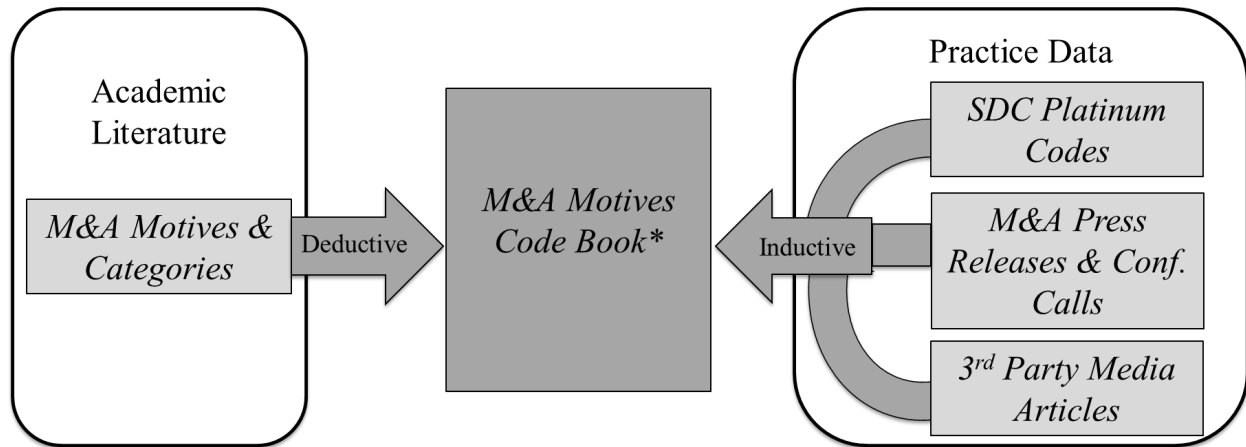 Academic
Literature
M&A Motives &
Categories
Deductive
M&A Motives
Code Book*
Inductive
Practice Data
SDC Platinum
Codes
M&A Press
Releases & Conf.
Calls
3rd Party Media
Articles